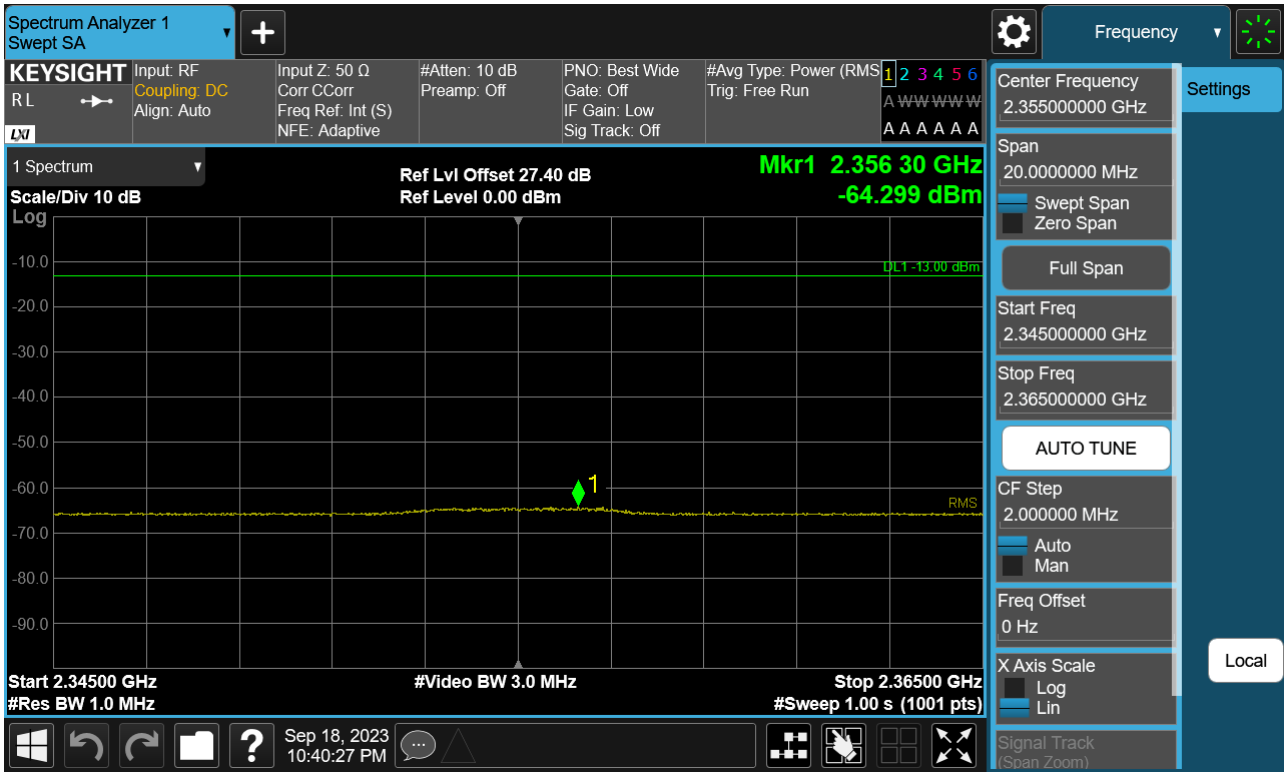 Spectrum Analyzer 1
Swept SA
Frequency
KEYSIGHT
R L
LXI
Input: RF
Coupling: DC
Align: Auto
Input Z: 50 Ω
Corr CCorr
Freq Ref: Int (S)
NFE: Adaptive
#Atten: 10 dB
Preamp: Off
PNO: Best Wide
Gate: Off
IF Gain: Low
Sig Track: Off
#Avg Type: Power (RMS
Trig: Free Run
1 2 3 4 5 6
A W W W W W
A A A A A A
1 Spectrum
Scale/Div 10 dB
Log
Ref Lvl Offset 27.40 dB
Ref Level 0.00 dBm
Mkr1 2.356 30 GHz
-64.299 dBm
-10.0
-20.0
-30.0
-40.0
-50.0
-60.0
-70.0
-80.0
-90.0
DL1 -13.00 dBm
1
RMS
Start 2.34500 GHz
#Res BW 1.0 MHz
#Video BW 3.0 MHz
Stop 2.36500 GHz
#Sweep 1.00 s (1001 pts)
Center Frequency
2.355000000 GHz
Span
20.0000000 MHz
Swept Span
Zero Span
Full Span
Start Freq
2.345000000 GHz
Stop Freq
2.365000000 GHz
AUTO TUNE
CF Step
2.000000 MHz
Auto
Man
Freq Offset
0 Hz
X Axis Scale
Log
Lin
Signal Track
(Span Zoom)
Settings
Local
?
Sep 18, 2023
10:40:27 PM